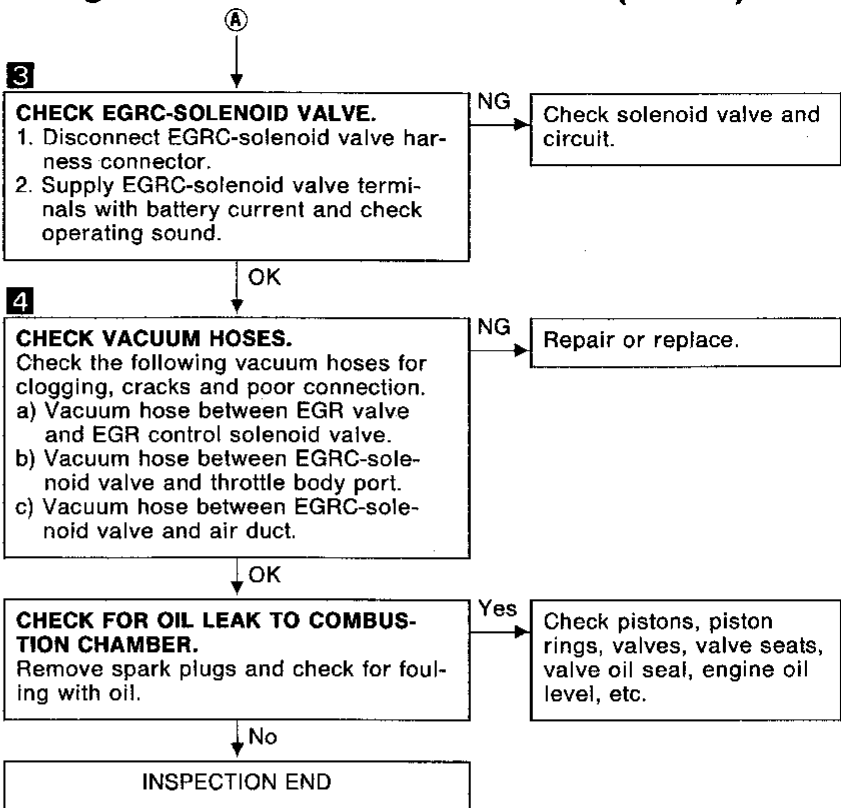 Ⓐ
3
CHECK EGRC-SOLENOID VALVE.
1. Disconnect EGRC-solenoid valve har-
ness connector.
2. Supply EGRC-solenoid valve termi-
nals with battery current and check
operating sound.
NG
Check solenoid valve and
circuit.
OK
4
CHECK VACUUM HOSES.
Check the following vacuum hoses for
clogging, cracks and poor connection.
a) Vacuum hose between EGR valve
and EGR control solenoid valve.
b) Vacuum hose between EGRC-sole-
noid valve and throttle body port.
c) Vacuum hose between EGRC-sole-
noid valve and air duct.
NG
Repair or replace.
OK
CHECK FOR OIL LEAK TO COMBUS-
TION CHAMBER.
Remove spark plugs and check for foul-
ing with oil.
Yes
Check pistons, piston
rings, valves, valve seats,
valve oil seal, engine oil
level, etc.
No
INSPECTION END